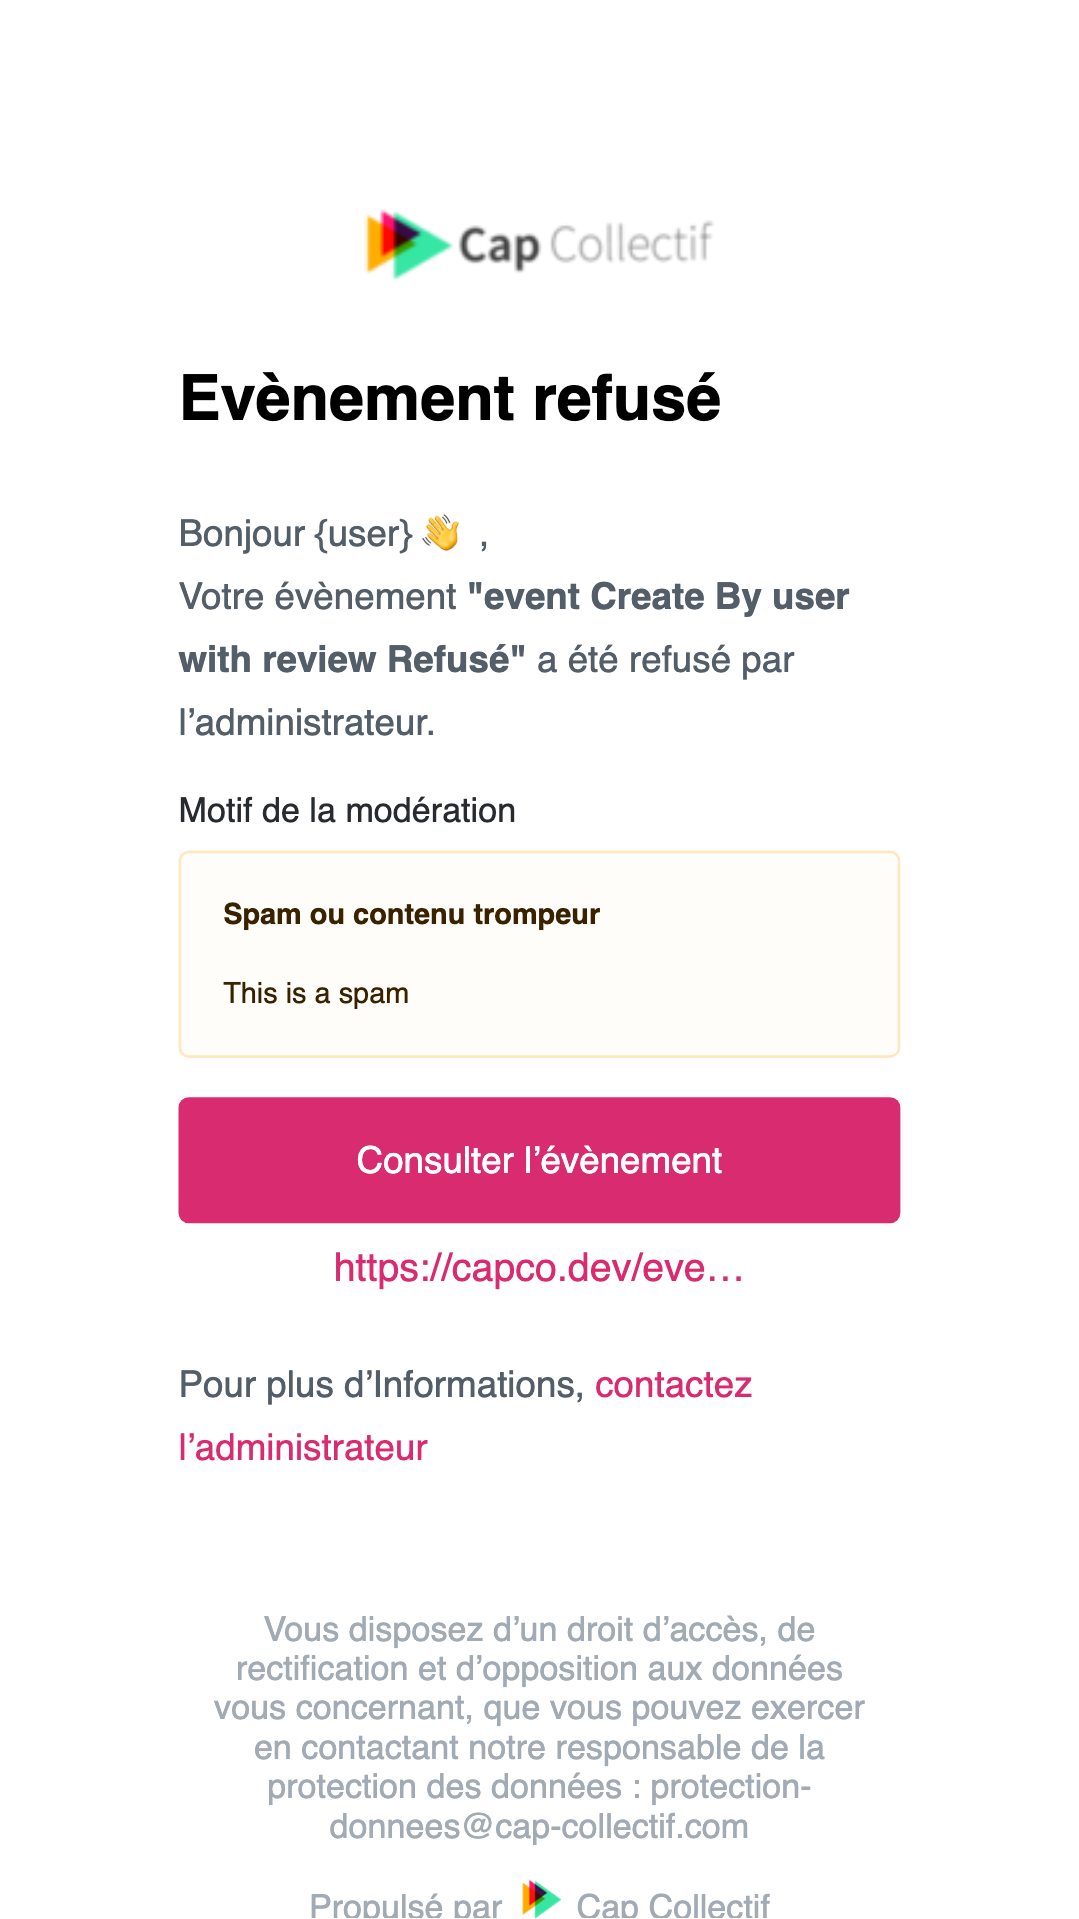 Cap Collectif
Evènement refusé
Bonjour {user} 👋 ,
Votre évènement "event Create By user
with review Refusé" a été refusé par
l’administrateur.
Motif de la modération
Spam ou contenu trompeur
This is a spam
Consulter l’évènement
https://capco.dev/eve…
Pour plus d’Informations, contactez
l’administrateur
Vous disposez d’un droit d’accès, de
rectification et d’opposition aux données
vous concernant, que vous pouvez exercer
en contactant notre responsable de la
protection des données : protection-
donnees@cap-collectif.com
Propulsé par Cap Collectif